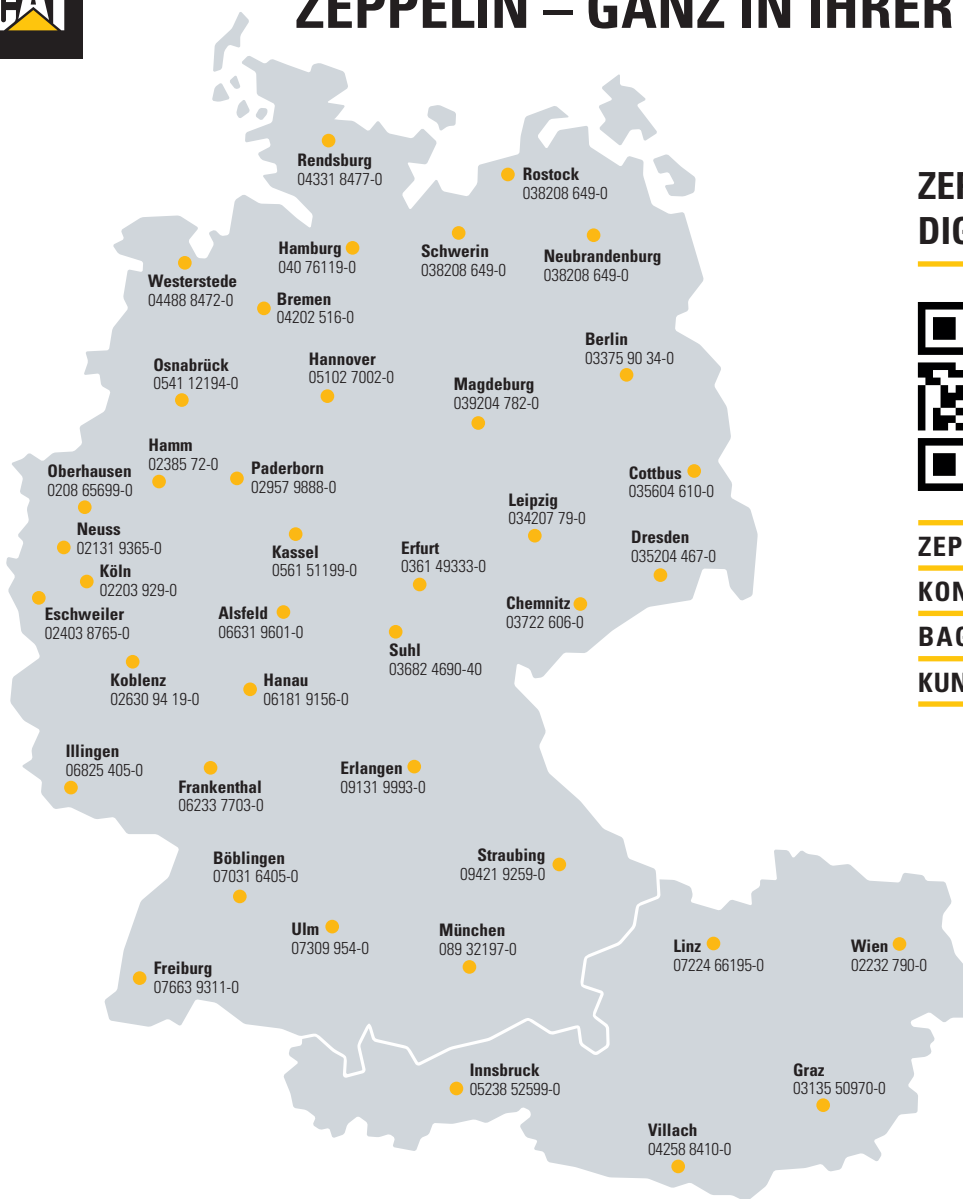 ZEPPELIN – GANZ IN IHRER
Rendsburg
04331 8477-0
Rostock
038208 649-0
Hamburg
040 76119-0
Schwerin
038208 649-0
Neubrandenburg
038208 649-0
Westerstede
04488 8472-0
Bremen
04202 516-0
Berlin
03375 90 34-0
Osnabrück
0541 12194-0
Hannover
05102 7002-0
Magdeburg
039204 782-0
Hamm
02385 72-0
Oberhausen
0208 65699-0
Paderborn
02957 9888-0
Cottbus
035604 610-0
Leipzig
034207 79-0
Neuss
02131 9365-0
Kassel
0561 51199-0
Erfurt
0361 49333-0
Dresden
035204 467-0
Köln
02203 929-0
Eschweiler
02403 8765-0
Alsfeld
06631 9601-0
Chemnitz
03722 606-0
Suhl
03682 4690-40
Koblenz
02630 94 19-0
Hanau
06181 9156-0
Illingen
06825 405-0
Frankenthal
06233 7703-0
Erlangen
09131 9993-0
Böblingen
07031 6405-0
Straubing
09421 9259-0
Ulm
07309 954-0
München
089 32197-0
Freiburg
07663 9311-0
Linz
07224 66195-0
Wien
02232 790-0
Innsbruck
05238 52599-0
Graz
03135 50970-0
Villach
04258 8410-0